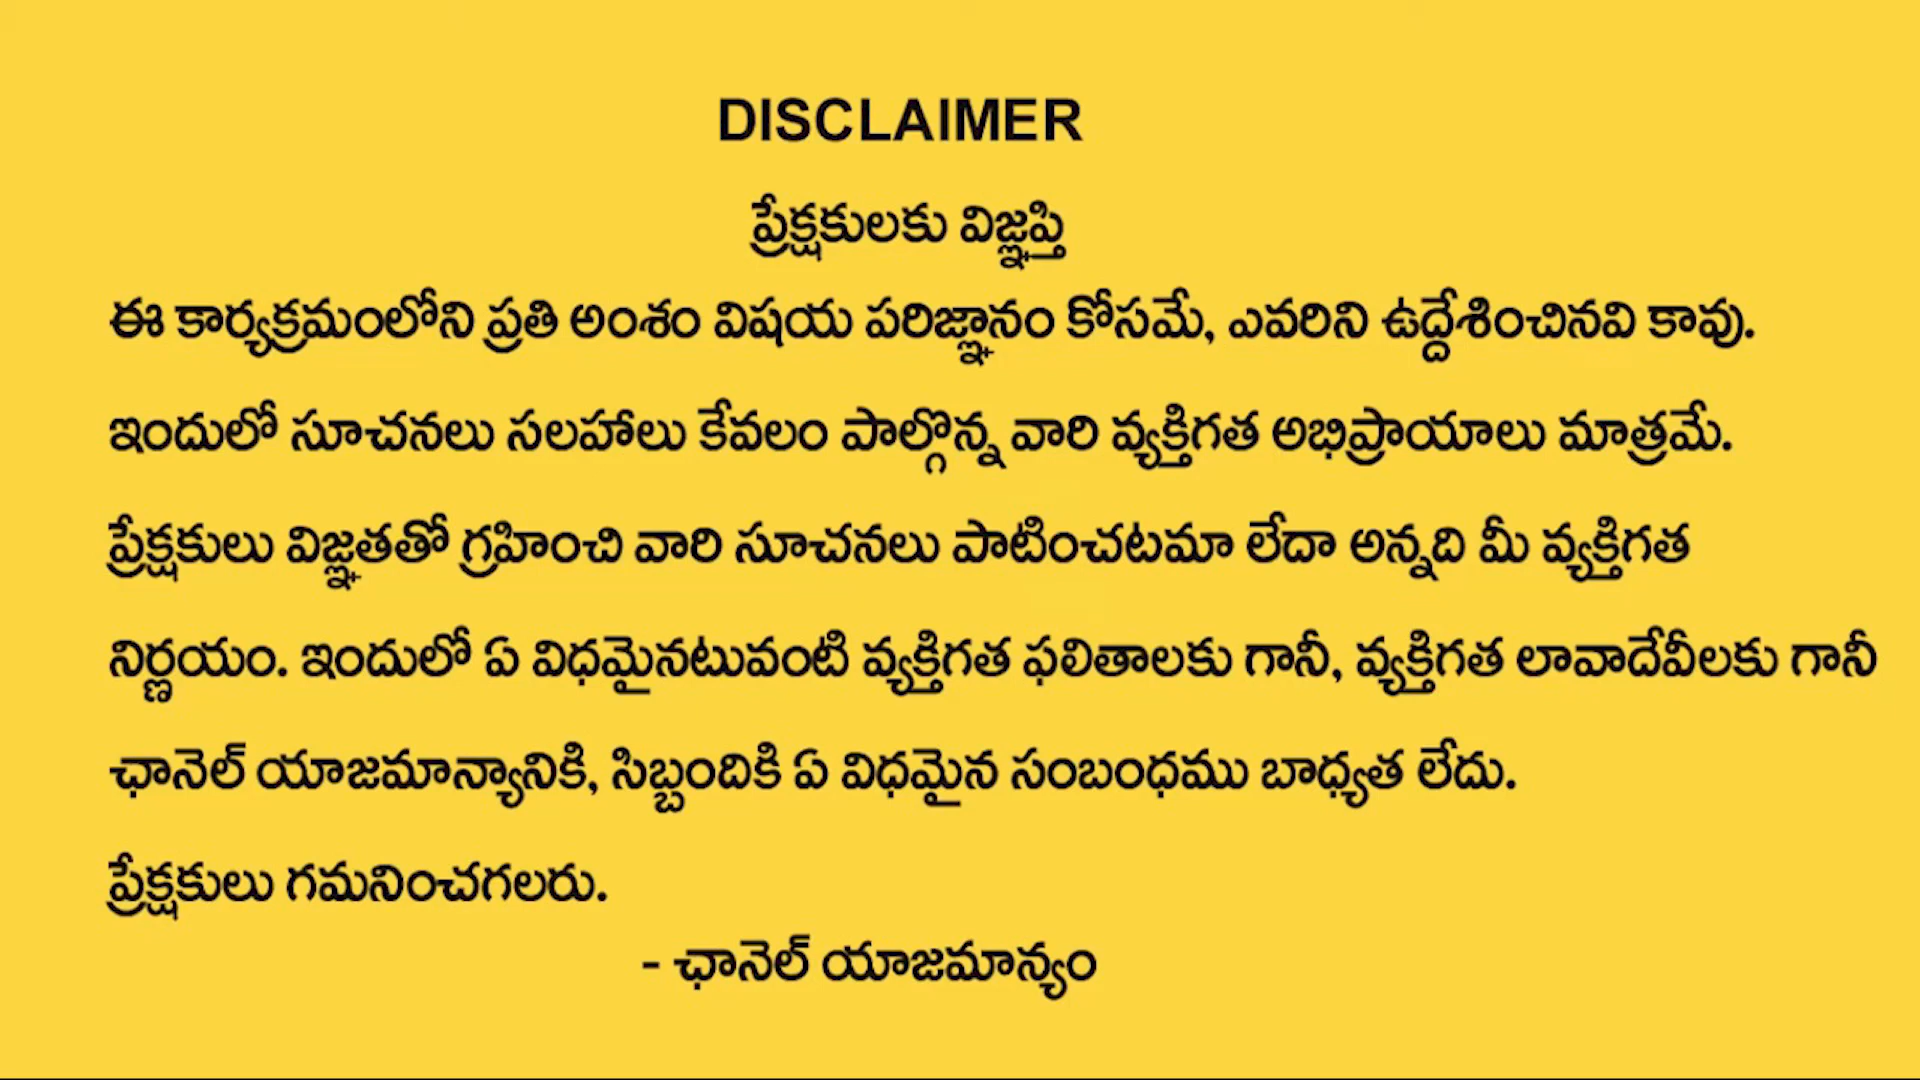 DISCLAIMER
ప్రేక్షకులకు విజ్ఞప్తి
ఈ కార్యక్రమంలోని ప్రతి అంశం విషయ పరిజ్ఞానం కోసమే, ఎవరిని ఉద్దేశించినవి కావు.
ఇందులో సూచనలు సలహాలు కేవలం పాల్గొన్న వారి వ్యక్తిగత అభిప్రాయాలు మాత్రమే.
ప్రేక్షకులు విజ్ఞతతో గ్రహించి వారి సూచనలు పాటించటమా లేదా అన్నది మీ వ్యక్తిగత
నిర్ణయం. ఇందులో ఏ విధమైనటువంటి వ్యక్తిగత ఫలితాలకు గానీ, వ్యక్తిగత లావాదేవీలకు గానీ
ఛానెల్ యాజమాన్యానికి, సిబ్బందికి ఏ విధమైన సంబంధము బాధ్యత లేదు.
ప్రేక్షకులు గమనించగలరు.
- ఛానెల్ యాజమాన్యం